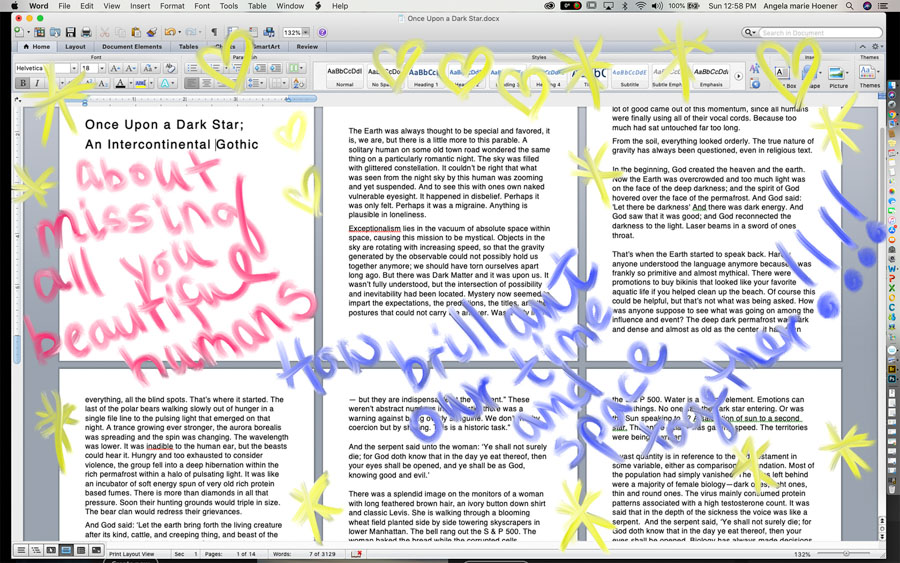 Word File Edit View Insert Format Font Tools Table Window Help
132% 100% Sun 12:58 PM Angela marie Hoener
Once Upon a Dark Star.docx
132%
Search in Document
Home Layout Document Elements Tables SmartArt Review
Font Paragraph Styles Insert Themes
Helvetica 18
AaBbCcDdEe
Normal No Heading 1 Heading 4 Title Subtitle Subtle Emphasis Emphasis
Box Shape Picture Themes
B I
Once Upon a Dark Star;
An Intercontinental Gothic
about
missing
all you
beautiful
humans
The Earth was always thought to be special and favored, it
is, we are, but there is a little more to this parable. A
solitary human on some old town road wondered the same
thing on a particularly romantic night. The sky was filled
with glittered constellation. It couldn't be right that what
was seen from the night sky by this human was zooming
and yet suspended. And to see this with ones own naked
vulnerable eyesight. It happened in disbelief. Perhaps it
was only felt. Perhaps it was a migraine. Anything is
plausible in loneliness.
Exceptionalism lies in the vacuum of absolute space within
space, causing this mission to be mystical. Objects in the
sky are rotating with increasing speed, so that the gravity
generated by the observable could not possibly hold us
together anymore; we should have torn ourselves apart
long ago. But there was Dark Matter and it was upon us. It
wasn't fully understood, but the intersection of possibility
and inevitability had been located. Mystery now seemed to
impart the expectations, the predictions, the titles, and the
postures that could not carry
lot of good came out of this moment, since all humans
were finally using all of their vocal cords. Because too
much had sat untouched far too long.
From the soil, everything looked orderly. The true nature of
gravity has always been questioned, even in religious text.
In the beginning, God created the heaven and the earth.
Now the Earth was overcrowded and too much light was
on the face of the deep darkness; and the spirit of God
hovered over the face of the permafrost. And God said:
'Let there be darkness' And there was dark energy. And
God saw that it was good; and God reconnected the
darkness to the light. Laser beams in a sword of ones
throat.
That's when the Earth started to speak back. Hardly
anyone understood the language anymore because it was
frankly so primitive and almost mythical. There were
promotions to buy bikinis that looked like your favorite
aquatic life if you helped clean up the beach. Of course this
could be helpful, but that's not what was being asked. How
was anyone suppose to see what was going on among the
influence and event? The deep dark permafrost was dark
and dense and almost as old as the center, it had been
How brilliant
our time
and
space
together!!!!
everything, all the blind spots. That's where it started. The
last of the polar bears walking slowly out of hunger in a
single file line to the pulsing light that emerged on that
night. A trance growing ever stronger, the aurora borealis
was spreading and the spin was changing. The wavelength
was lower. It was inadible to the human ear, but the beasts
could hear it. Hungry and too exhausted to consider
violence, the group fell into a deep hibernation within the
rich permafrost within a halo of pulsating light. It was like
an incubator of soft energy spun of very old rich protein
based fumes. There is more than diamonds in all that
pressure. Soon their hunting grounds would triple in size.
The bear clan would redress their grievances.
And God said: 'Let the earth bring forth the living creature
after its kind, cattle, and creeping thing, and beast of the
— but they are indispensable These
weren't abstract there was a
warning against being overly sanguine. We don't by
coercion but by This is a historic task."
And the serpent said unto the woman: 'Ye shall not surely
die; for God doth know that in the day ye eat thereof, then
your eyes shall be opened, and ye shall be as God,
knowing good and evil.'
There was a splendid image on the monitors of a woman
with long feathered brown hair, an ivory button down shirt
and classic Levis. She is walking through a blooming
wheat field planted side by side towering skyscrapers in
lower Manhattan. The bell rang out the S & P 500. The
woman baked the bread while the corrupted cells
the S & P 500. Water is a element. Emotions can
things. No one the dark star entering. Or was
the Sun speaking to of sun to a second
star. The was gaining speed. The territories
were being
vast quantity is in reference to the testament in
some variable, either as comparison foundation. Most of
the population had simply vanished. The ones left behind
were a majority of female biology—dark ones, light ones,
thin and round ones. The virus mainly consumed protein
patterns associated with a high testosterone count. It was
said that in the depth of the sickness the voice was like a
serpent. And the serpent said, 'Ye shall not surely die; for
God doth know that in the day ye eat thereof, then your
eyes shall be opened. Biology has always made decisions
Print Layout View Sec 1 Pages: 1 of 14 Words: 7 of 3129 132%